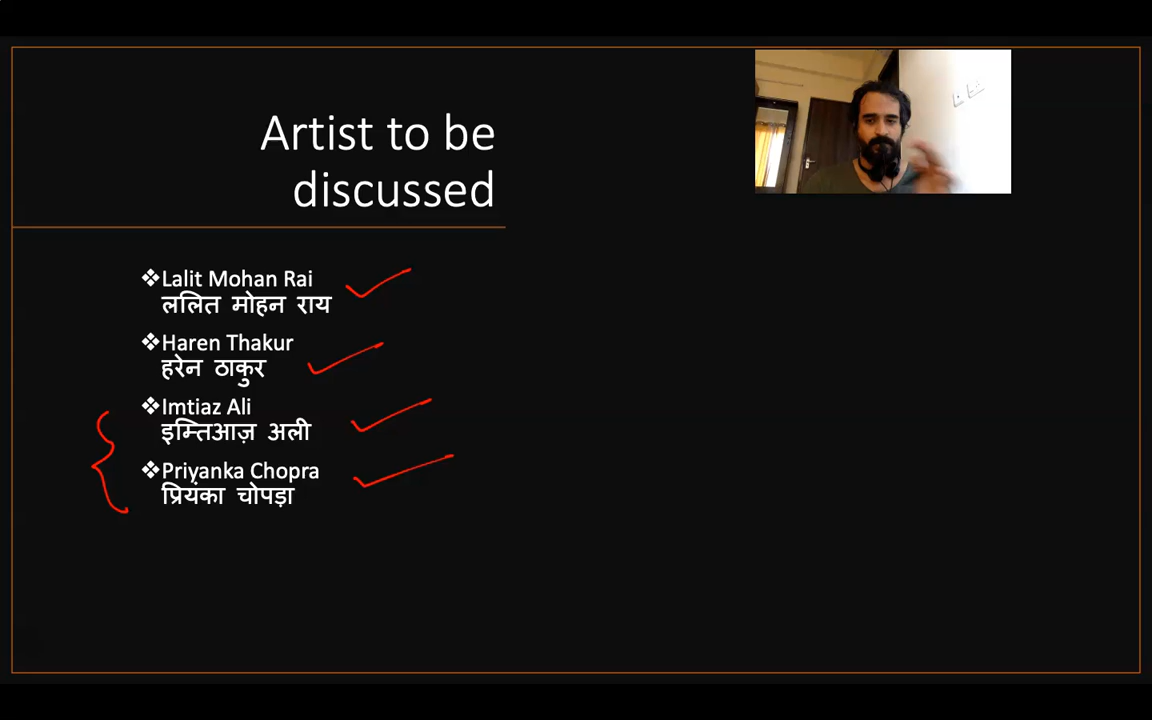 Artist to be
discussed
❖Lalit Mohan Rai
ललित मोहन राय
❖Haren Thakur
हरेन ठाकुर
❖Imtiaz Ali
इम्तिआज़ अली
❖Priyanka Chopra
प्रियंका चोपड़ा